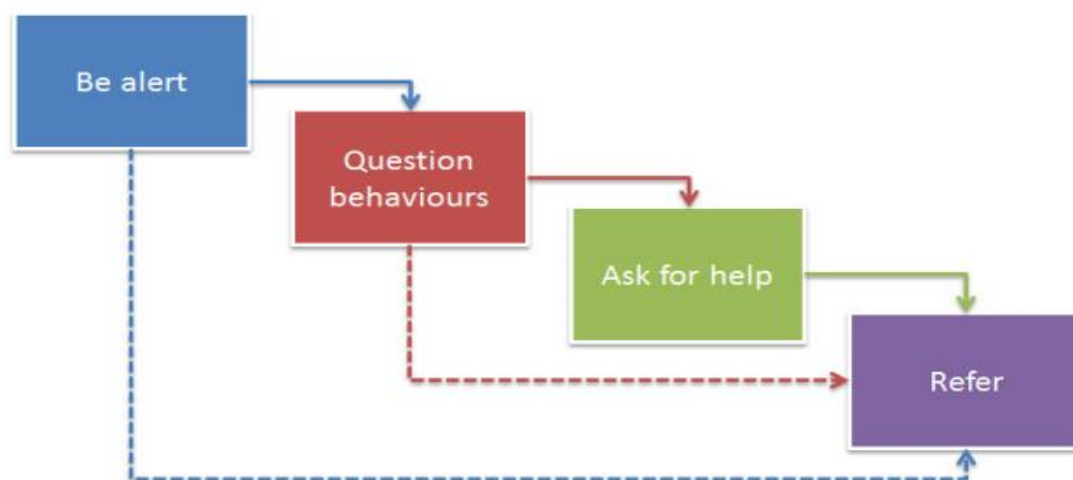 Be alert
Question
behaviours
Ask for help
Refer